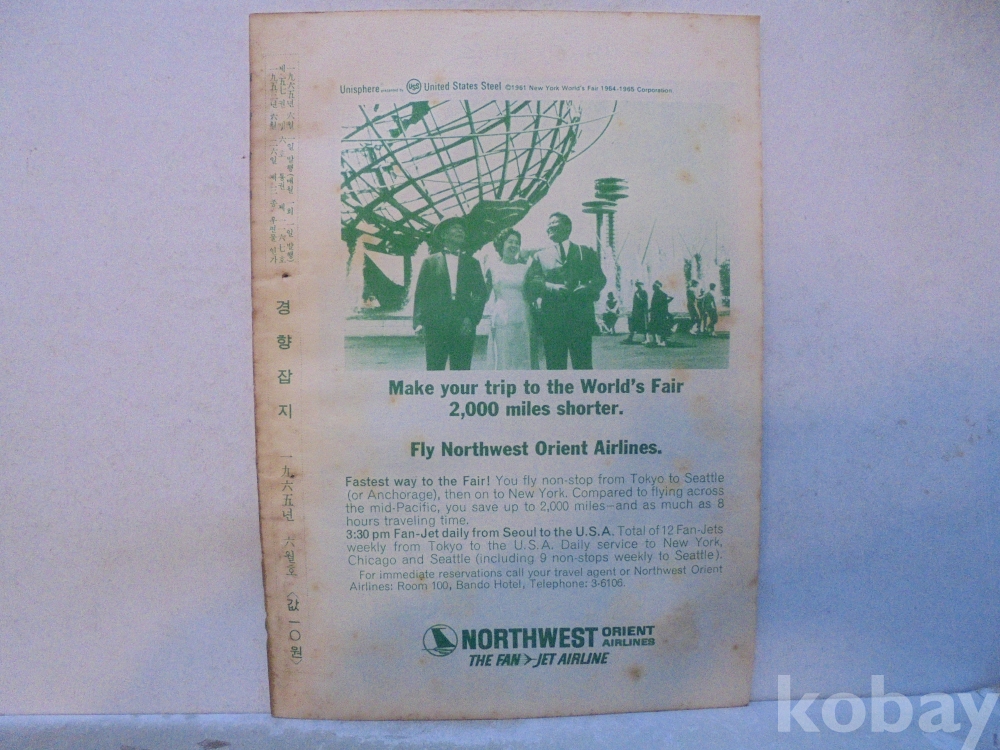 Unisphere presented by USS United States Steel ©1961 New York World's Fair 1964-1965 Corporation
Make your trip to the World's Fair
2,000 miles shorter.
Fly Northwest Orient Airlines.
Fastest way to the Fair! You fly non-stop from Tokyo to Seattle
(or Anchorage), then on to New York. Compared to flying across
the mid-Pacific, you save up to 2,000 miles—and as much as 8
hours traveling time.
3:30 pm Fan-Jet daily from Seoul to the U.S.A. Total of 12 Fan-Jets
weekly from Tokyo to the U.S.A. Daily service to New York,
Chicago and Seattle (including 9 non-stops weekly to Seattle).
For immediate reservations call your travel agent or Northwest Orient
Airlines: Room 100, Bando Hotel, Telephone: 3-6106.
NORTHWEST ORIENT AIRLINES
THE FAN JET AIRLINE
경향잡지 一九六五년 六월호 〈값 一○원〉
kobay